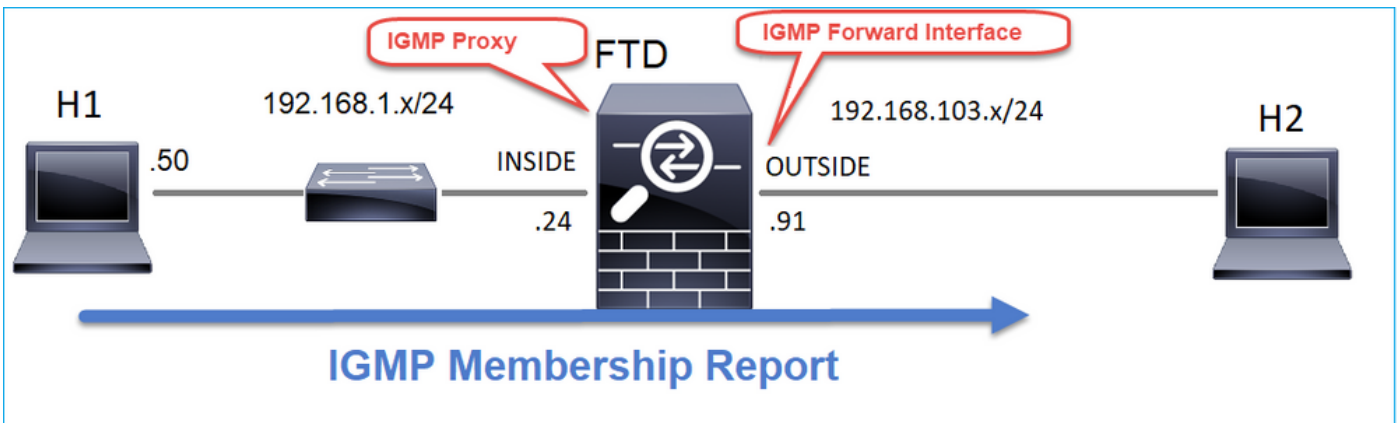 IGMP Proxy
IGMP Forward Interface
FTD
H1
192.168.1.x/24
192.168.103.x/24
H2
.50
INSIDE
OUTSIDE
.24
.91
IGMP Membership Report